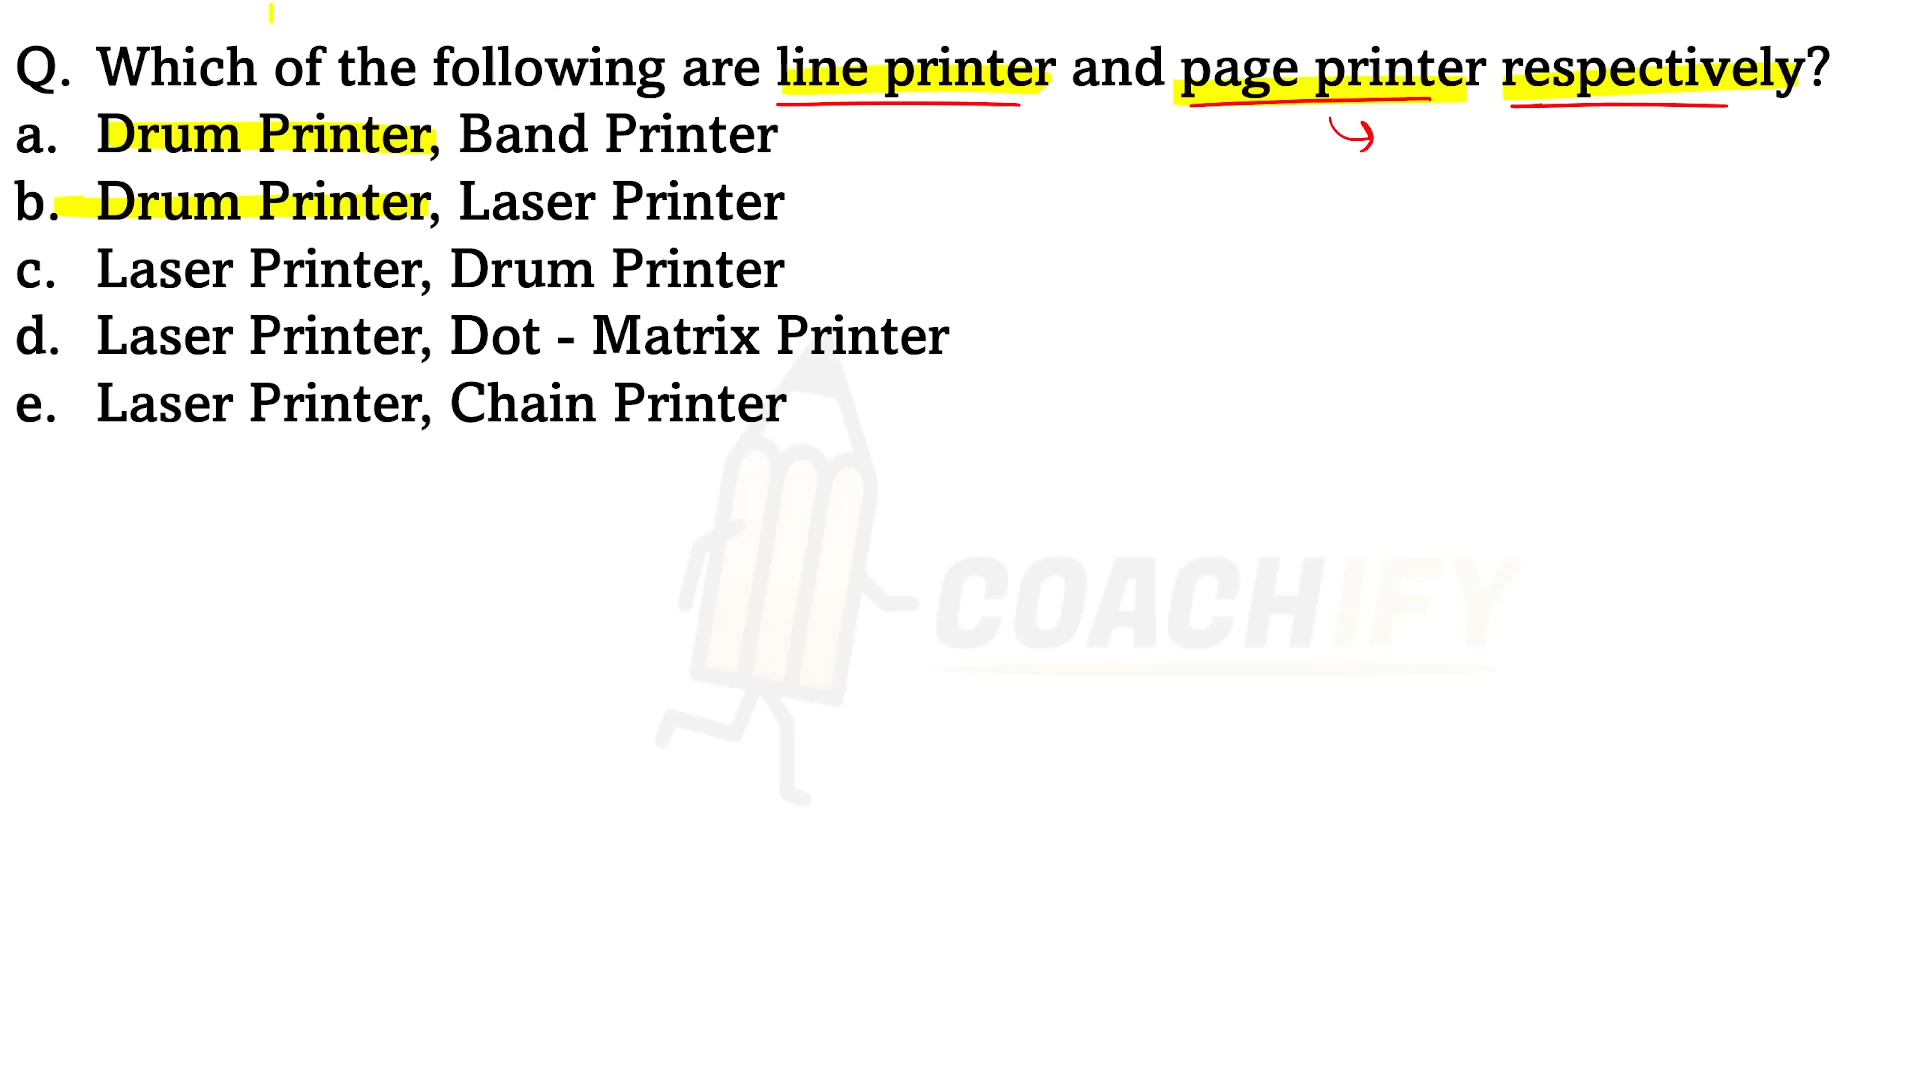 Q. Which of the following are line printer and page printer respectively?
a. Drum Printer, Band Printer
b. Drum Printer, Laser Printer
c. Laser Printer, Drum Printer
d. Laser Printer, Dot - Matrix Printer
e. Laser Printer, Chain Printer
COACHIFY